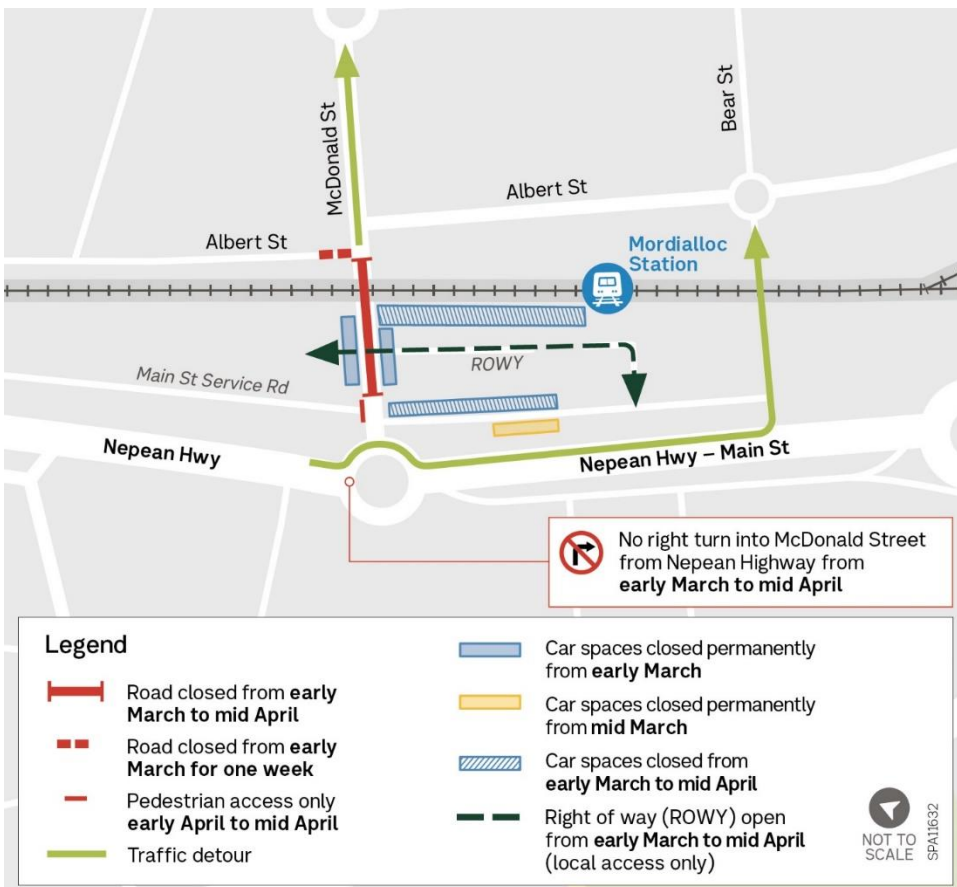 McDonald St
Bear St
Albert St
Albert St
Mordialloc
Station
ROWY
Main St Service Rd
Nepean Hwy
Nepean Hwy – Main St
No right turn into McDonald Street
from Nepean Highway from
early March to mid April
Legend
Road closed from early
March to mid April
Road closed from early
March for one week
Pedestrian access only
early April to mid April
Traffic detour
Car spaces closed permanently
from early March
Car spaces closed permanently
from mid March
Car spaces closed from
early March to mid April
Right of way (ROWY) open
from early March to mid April
(local access only)
NOT TO
SCALE
SPA11632